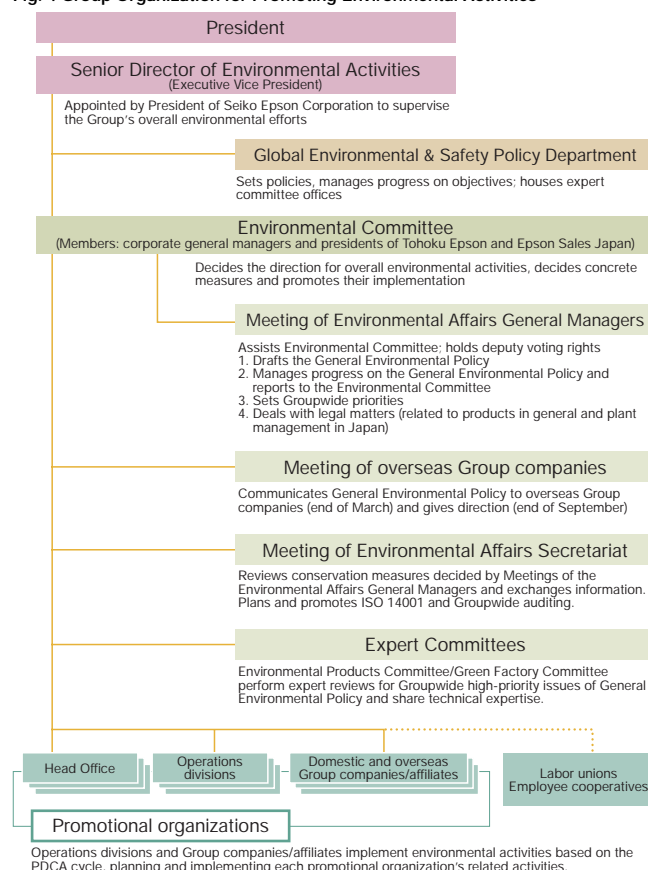 Fig. 1 Group Organization for Promoting Environmental Activities
President
Senior Director of Environmental Activities
(Executive Vice President)
Appointed by President of Seiko Epson Corporation to supervise
the Group's overall environmental efforts
Global Environmental & Safety Policy Department
Sets policies, manages progress on objectives; houses expert
committee offices
Environmental Committee
(Members: corporate general managers and presidents of Tohoku Epson and Epson Sales Japan)
Decides the direction for overall environmental activities, decides concrete
measures and promotes their implementation
Meeting of Environmental Affairs General Managers
Assists Environmental Committee; holds deputy voting rights
1. Drafts the General Environmental Policy
2. Manages progress on the General Environmental Policy and
reports to the Environmental Committee
3. Sets Groupwide priorities
4. Deals with legal matters (related to products in general and plant
management in Japan)
Meeting of overseas Group companies
Communicates General Environmental Policy to overseas Group
companies (end of March) and gives direction (end of September)
Meeting of Environmental Affairs Secretariat
Reviews conservation measures decided by Meetings of the
Environmental Affairs General Managers and exchanges information.
Plans and promotes ISO 14001 and Groupwide auditing.
Expert Committees
Environmental Products Committee/Green Factory Committee
perform expert reviews for Groupwide high-priority issues of General
Environmental Policy and share technical expertise.
Head Office
Operations
divisions
Domestic and overseas
Group companies/affiliates
Labor unions
Employee cooperatives
Promotional organizations
Operations divisions and Group companies/affiliates implement environmental activities based on the
PDCA cycle, planning and implementing each promotional organization's related activities.